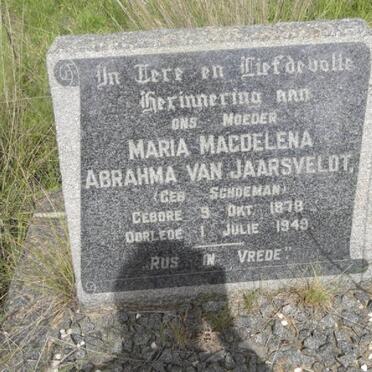 In Tere en Liefdevolle
Herinnering aan
ONS MOEDER
MARIA MAGDELENA
ABRAHMA VAN JAARSVELDT,
(GEB SCHOEMAN)
GEBORE 9 OKT. 1878
OORLEDE 1 JULIE 1949
"RUS IN VREDE"